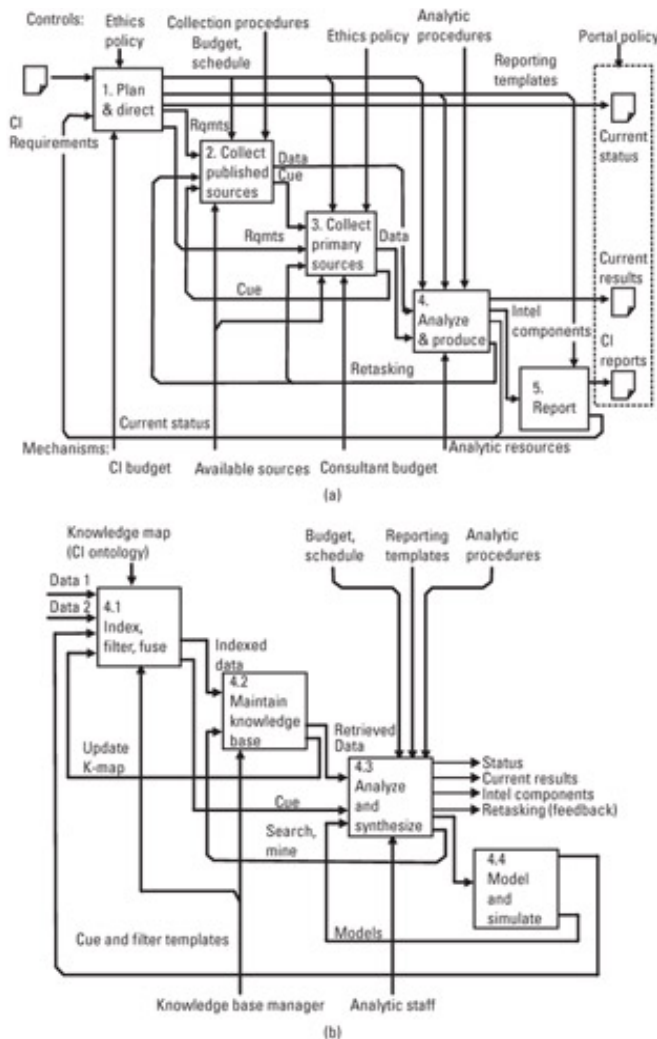 Controls:
Ethics
policy
Collection procedures
Budget,
schedule
Ethics policy
Analytic
procedures
Reporting
templates
Portal policy
1. Plan
& direct
CI
Requirements
Current
status
Rqmts
2. Collect
published
sources
Data
Cue
3. Collect
primary
sources
Rqmts
Data
Cue
Current
results
4.
Analyze
& produce
Intel
components
CI
reports
Retasking
5.
Report
Current status
Mechanisms:
CI budget
Available sources
Consultant budget
Analytic resources
(a)
Knowledge map
(CI ontology)
Budget,
schedule
Reporting
templates
Analytic
procedures
Data 1
Data 2
4.1
Index,
filter, fuse
Indexed
data
4.2
Maintain
knowledge
base
Update
K-map
Retrieved
Data
4.3
Analyze
and
synthesize
Status
Current results
Intel components
Retasking (feedback)
Cue
Search,
mine
4.4
Model
and
simulate
Models
Cue and filter templates
Knowledge base manager
Analytic staff
(b)